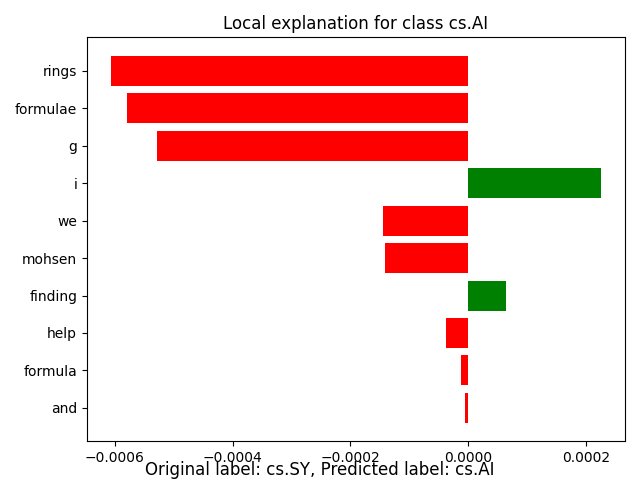 Local explanation for class cs.AI
rings
formulae
g
i
we
mohsen
finding
help
formula
and
−0.0006 −0.0004 −0.0002 0.0000 0.0002
Original label: cs.SY, Predicted label: cs.AI